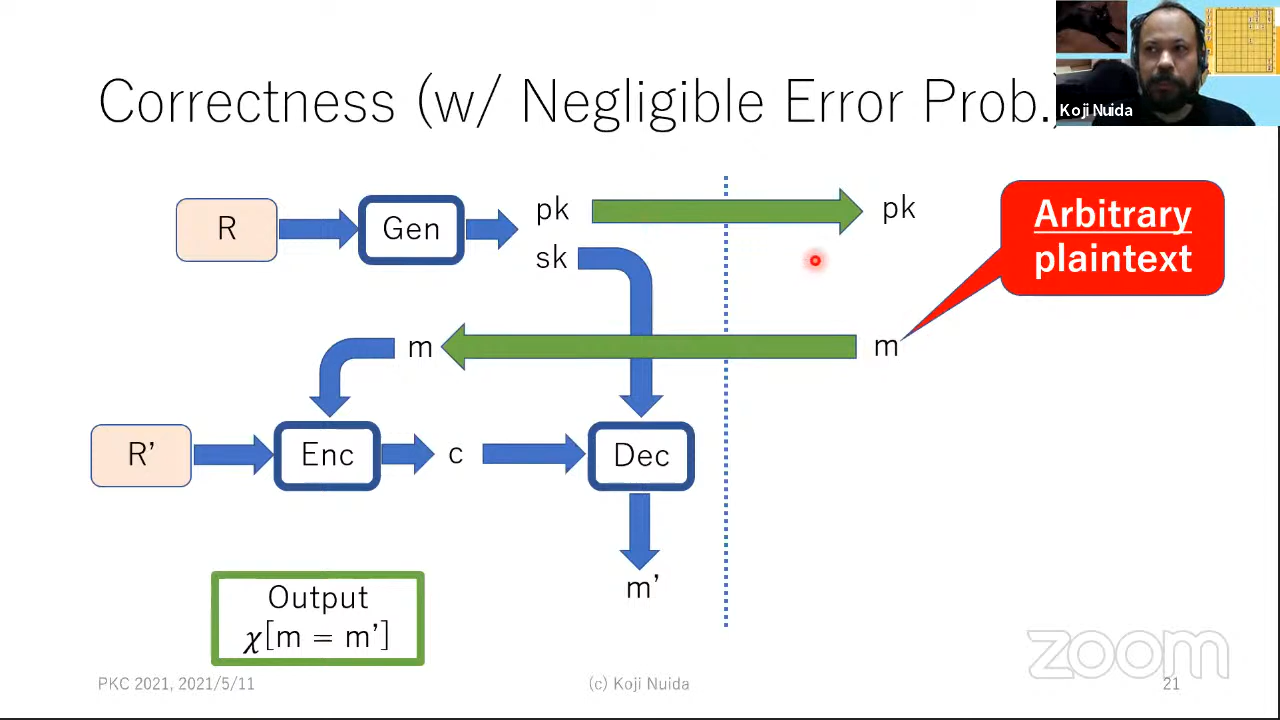 Koji Nuida
Correctness (w/ Negligible Error Prob.)
R
Gen
pk
sk
pk
Arbitrary
plaintext
m
m
R'
Enc
c
Dec
m'
Output
χ[m = m']
zoom
PKC 2021, 2021/5/11
(c) Koji Nuida
21